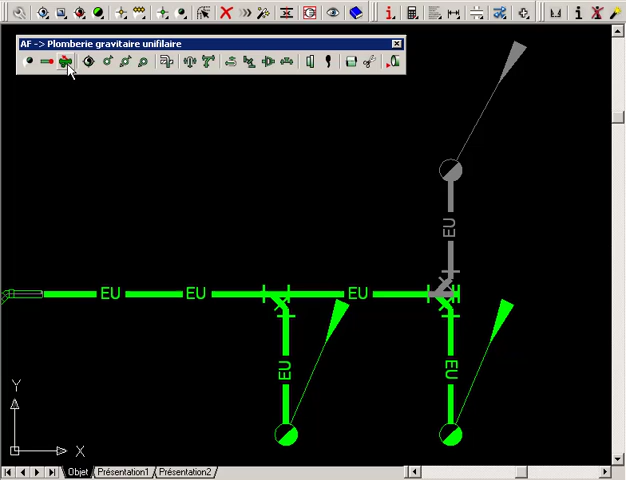 AF -> Plomberie gravitaire unifilaire
EU
EU EU EU
EU EU
Y
X
Objet Présentation1 Présentation2